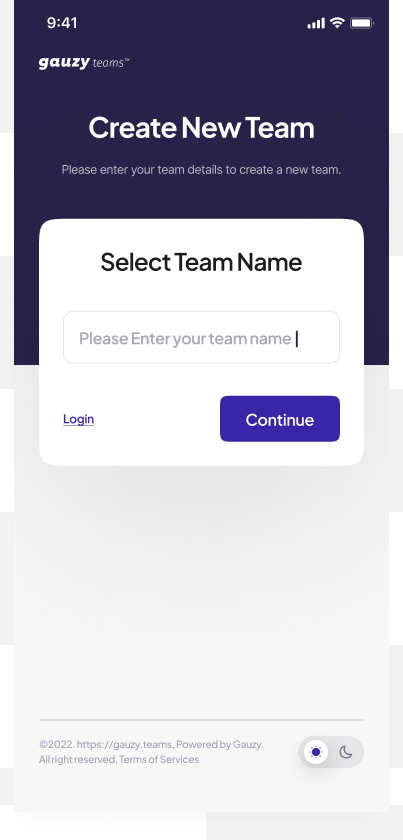 9:41
gauzy teams™
Create New Team
Please enter your team details to create a new team.
Select Team Name
Please Enter your team name
Login
Continue
©2022. https://gauzy.teams, Powered by Gauzy.
All right reserved, Terms of Services